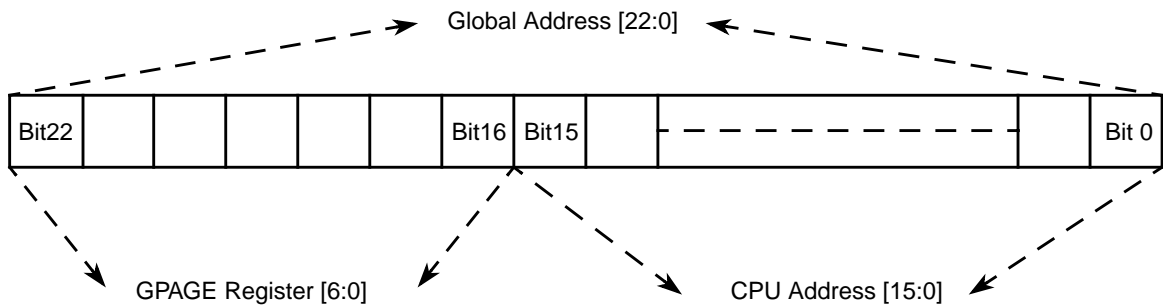 Global Address [22:0]
Bit22 Bit16 Bit15 Bit 0
GPAGE Register [6:0] CPU Address [15:0]